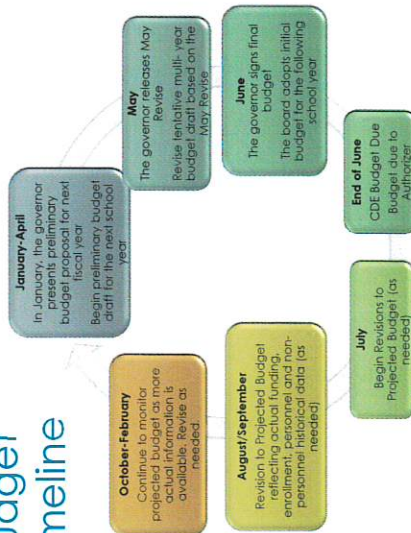 udget
meline
January-April
In January, the governor
presents preliminary
budget proposal for next
fiscal year
Begin preliminary budget
draft for the next school
year
May
The governor releases May
Revise
Revise tentative multi- year
budget draft based on the
May Revise
June
The governor signs final
budget
The board adopts initial
budget for the following
school year
End of June
CDE Budget Due
Budget due to
Authorizer
July
Begin Revisions to
Projected Budget (as
needed)
August/September
Revision to Projected Budget
reflecting actual funding,
enrollment, personnel and non-
personnel historical data (as
needed)
October-February
Continue to monitor
projected budget as more
actual information is
available. Revise as
needed.